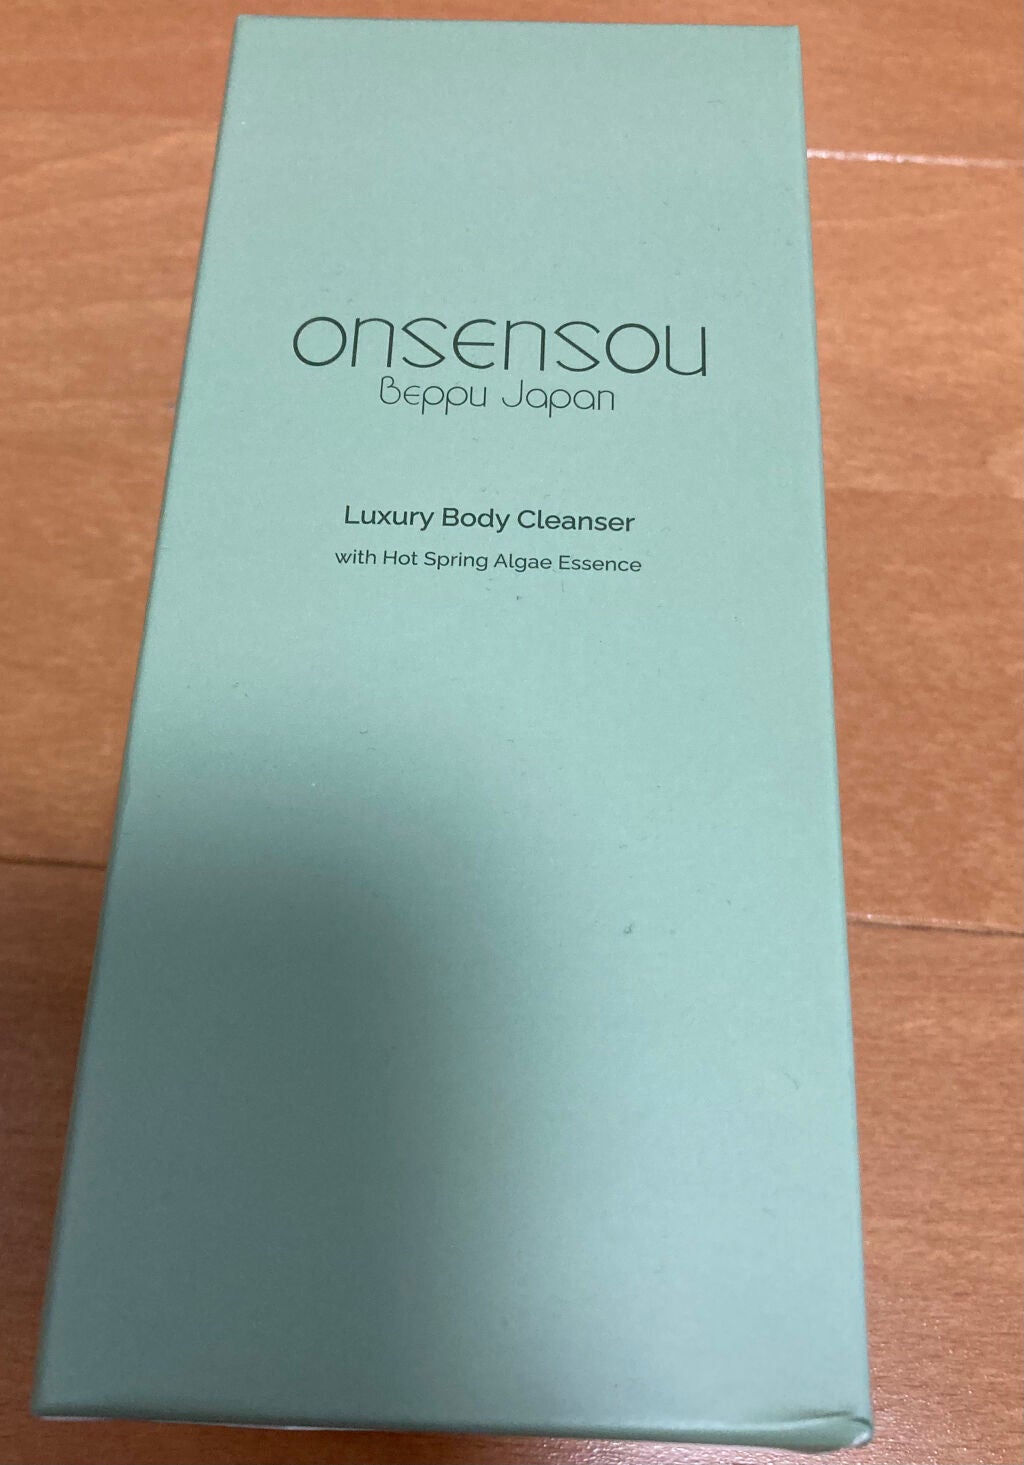 onsensou
Beppu Japan
Luxury Body Cleanser
with Hot Spring Algae Essence